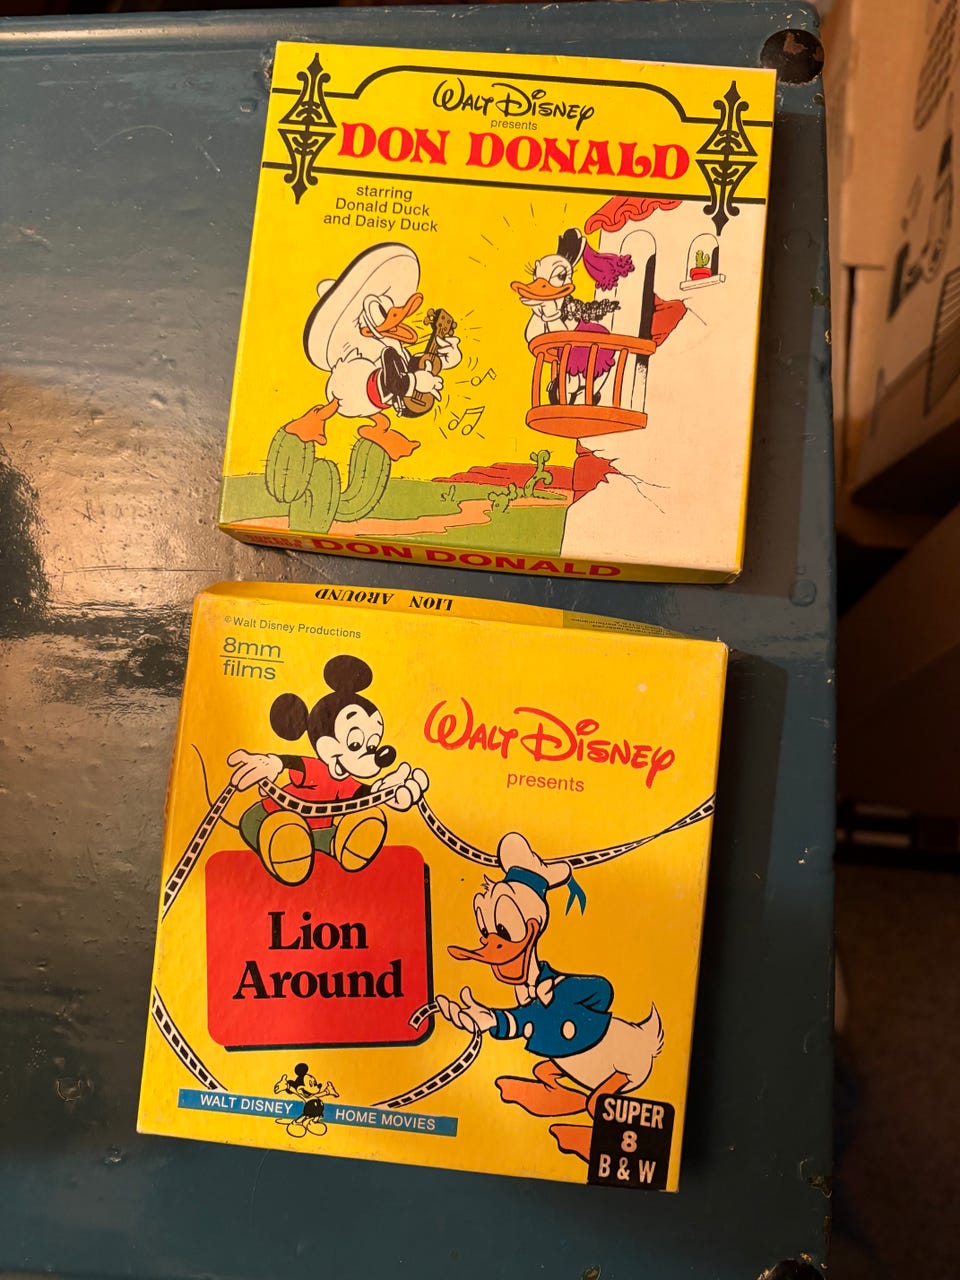 Walt Disney
presents
DON DONALD
starring
Donald Duck
and Daisy Duck
DON DONALD
LION AROUND
©Walt Disney Productions
8mm
films
Walt Disney
presents
Lion
Around
WALT DISNEY HOME MOVIES
SUPER
8
B & W